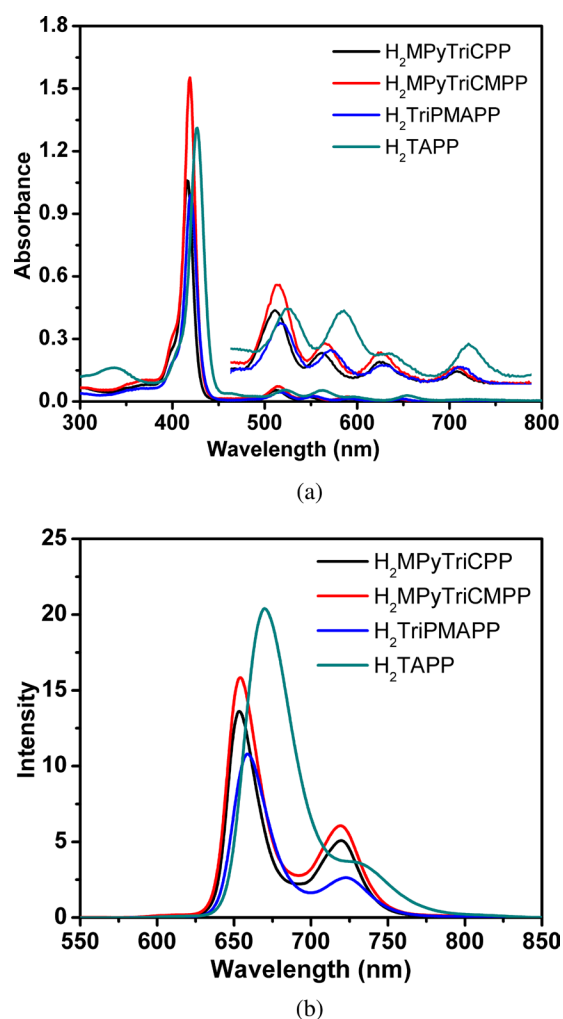 1.8
1.5
1.2
0.9
0.6
0.3
0.0
Absorbance
H₂MPyTriCPP
H₂MPyTriCMPP
H₂TriPMAPP
H₂TAPP
300 400 500 600 700 800
Wavelength (nm)
(a)
25
20
15
10
5
0
Intensity
H₂MPyTriCPP
H₂MPyTriCMPP
H₂TriPMAPP
H₂TAPP
550 600 650 700 750 800 850
Wavelength (nm)
(b)